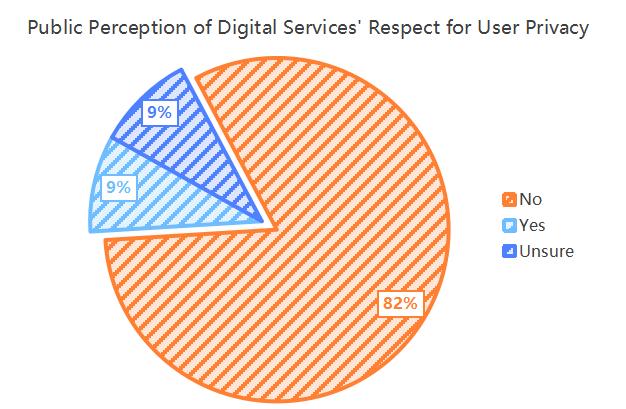 Public Perception of Digital Services' Respect for User Privacy
9%
9%
82%
No
Yes
Unsure